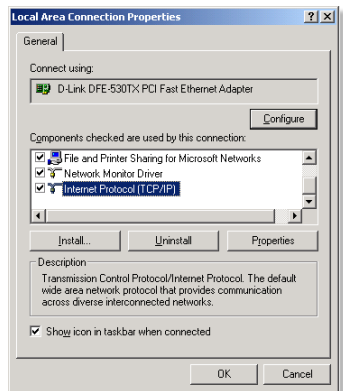 Local Area Connection Properties
General
Connect using:
D-Link DFE-530TX PCI Fast Ethernet Adapter
Configure
Components checked are used by this connection:
File and Printer Sharing for Microsoft Networks
Network Monitor Driver
Internet Protocol (TCP/IP)
Install... Uninstall Properties
Description
Transmission Control Protocol/Internet Protocol. The default
wide area network protocol that provides communication
across diverse interconnected networks.
Show icon in taskbar when connected
OK Cancel